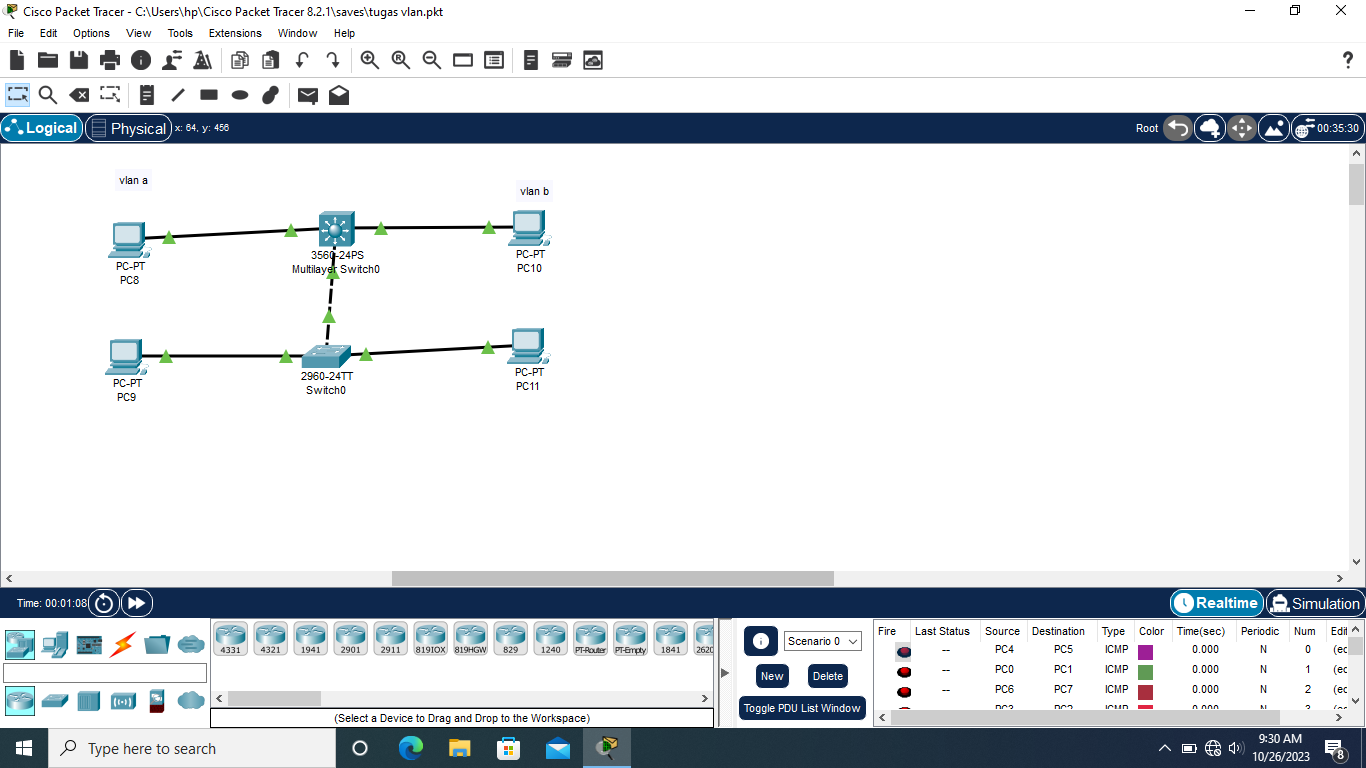 Cisco Packet Tracer - C:\Users\hp\Cisco Packet Tracer 8.2.1\saves\tugas vlan.pkt
File Edit Options View Tools Extensions Window Help
Logical Physical x: 64, y: 456 Root 00:35:30
vlan a
vlan b
3560-24PS
Multilayer Switch0
PC-PT
PC8
PC-PT
PC10
2960-24TT
Switch0
PC-PT
PC9
PC-PT
PC11
Time: 00:01:08 Realtime Simulation
4331 4321 1941 2901 2911 819IOX 819HGW 829 1240 PT-Router PT-Empty 1841 2620
(Select a Device to Drag and Drop to the Workspace)
Scenario 0
New Delete
Toggle PDU List Window
Fire Last Status Source Destination Type Color Time(sec) Periodic Num Edit
-- PC4 PC5 ICMP 0.000 N 0 (ec
-- PC0 PC1 ICMP 0.000 N 1 (ec
-- PC6 PC7 ICMP 0.000 N 2 (ec
Type here to search
9:30 AM
10/26/2023
8